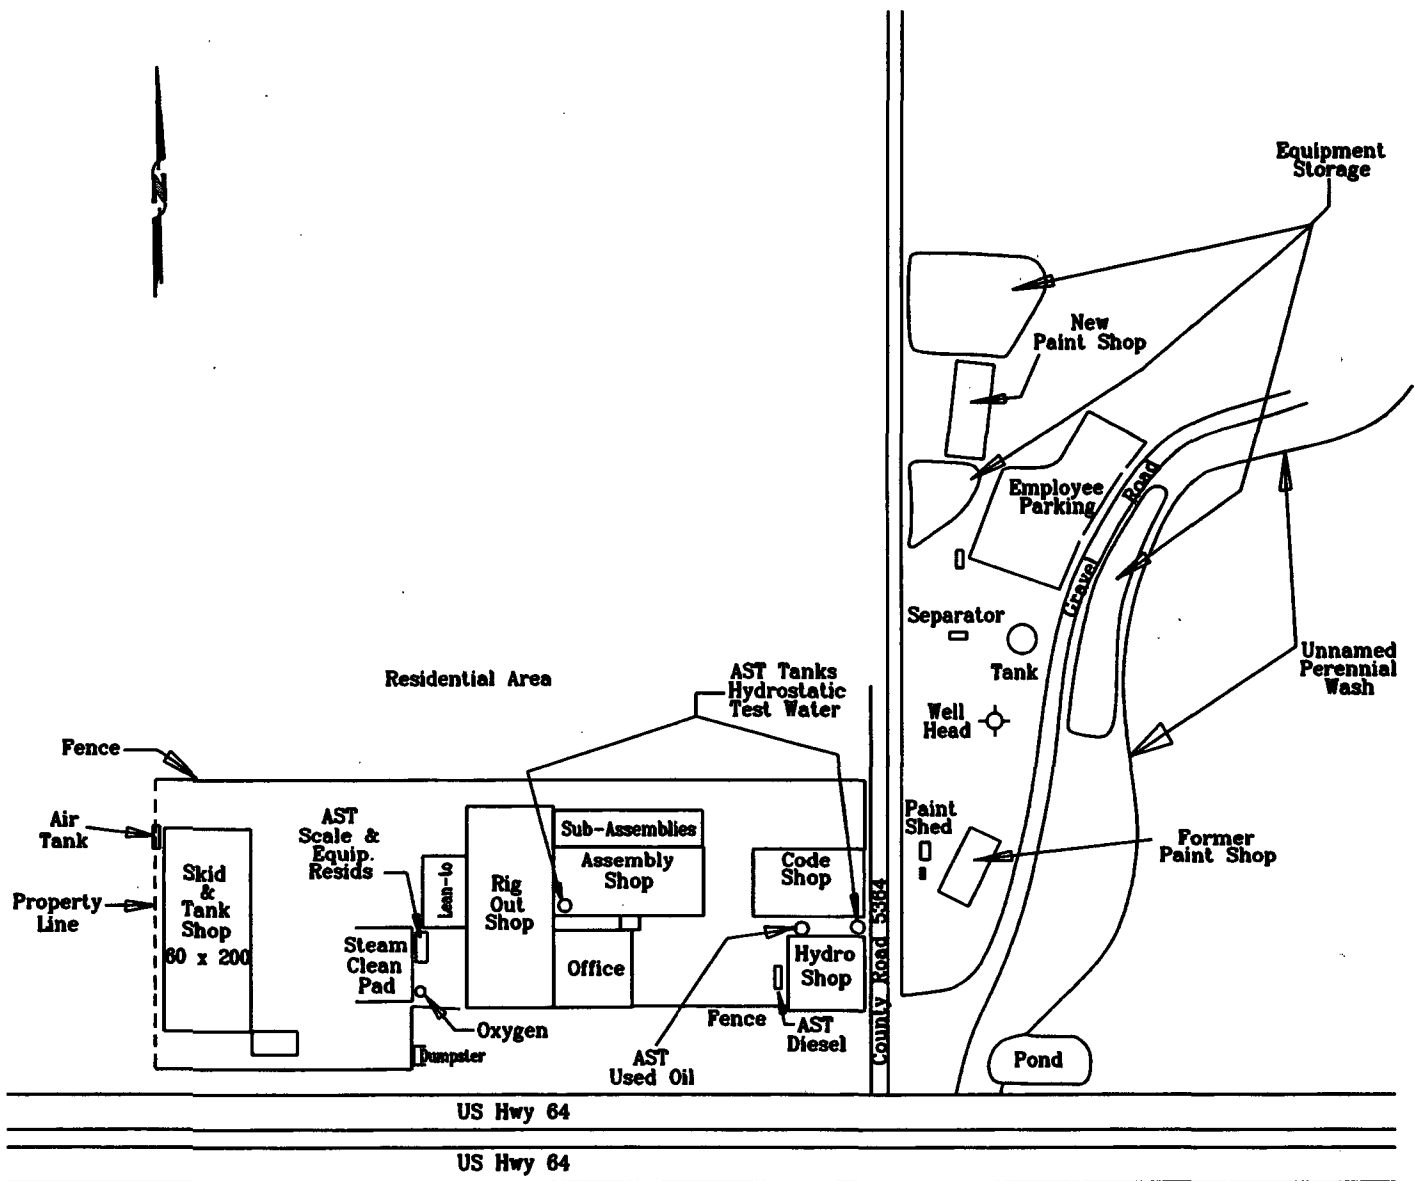 Equipment
Storage
New
Paint Shop
Employee
Parking
Gravel Road
Separator
Tank
Unnamed
Perennial
Wash
Residential Area
AST Tanks
Hydrostatic
Test Water
Well
Head
Fence
Air
Tank
AST
Scale &
Equip.
Resids
Sub-Assemblies
Assembly
Shop
Code
Shop
Paint
Shed
Former
Paint Shop
Skid
&
Tank
Shop
60 x 200
Lean-to
Rig
Out
Shop
Property
Line
Steam
Clean
Pad
Office
Hydro
Shop
County Road 5364
Fence
AST
Diesel
Oxygen
Dumpster
AST
Used Oil
Pond
US Hwy 64
US Hwy 64